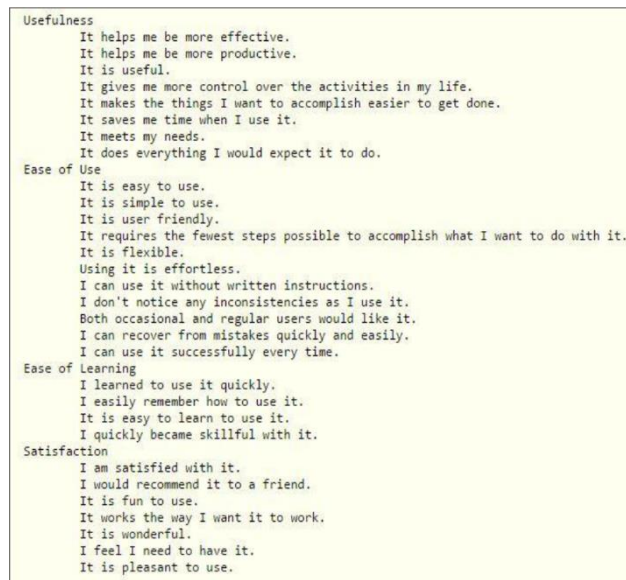 Usefulness
It helps me be more effective.
It helps me be more productive.
It is useful.
It gives me more control over the activities in my life.
It makes the things I want to accomplish easier to get done.
It saves me time when I use it.
It meets my needs.
It does everything I would expect it to do.
Ease of Use
It is easy to use.
It is simple to use.
It is user friendly.
It requires the fewest steps possible to accomplish what I want to do with it.
It is flexible.
Using it is effortless.
I can use it without written instructions.
I don't notice any inconsistencies as I use it.
Both occasional and regular users would like it.
I can recover from mistakes quickly and easily.
I can use it successfully every time.
Ease of Learning
I learned to use it quickly.
I easily remember how to use it.
It is easy to learn to use it.
I quickly became skillful with it.
Satisfaction
I am satisfied with it.
I would recommend it to a friend.
It is fun to use.
It works the way I want it to work.
It is wonderful.
I feel I need to have it.
It is pleasant to use.